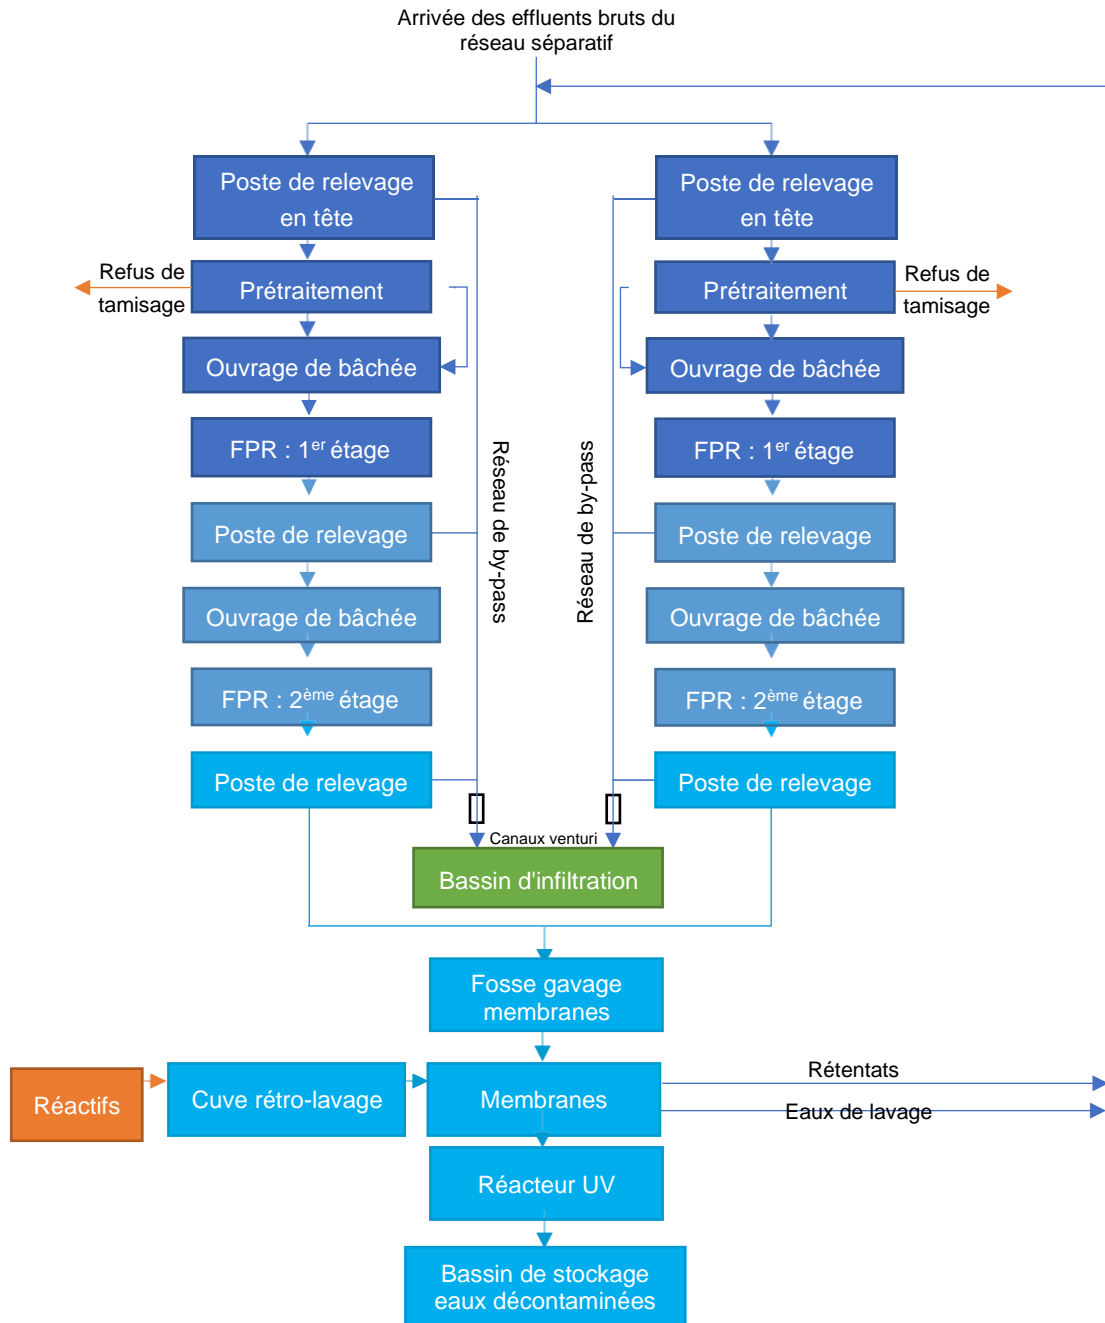 Arrivée des effluents bruts du
réseau séparatif
Poste de relevage
en tête
Poste de relevage
en tête
Refus de
tamisage
Prétraitement
Prétraitement
Refus de
tamisage
Ouvrage de bâchée
Ouvrage de bâchée
FPR : 1er étage
FPR : 1er étage
Réseau de by-pass
Réseau de by-pass
Poste de relevage
Poste de relevage
Ouvrage de bâchée
Ouvrage de bâchée
FPR : 2ème étage
FPR : 2ème étage
Poste de relevage
Poste de relevage
Canaux venturi
Bassin d'infiltration
Fosse gavage
membranes
Réactifs
Cuve rétro-lavage
Membranes
Rétentats
Eaux de lavage
Réacteur UV
Bassin de stockage
eaux décontaminées